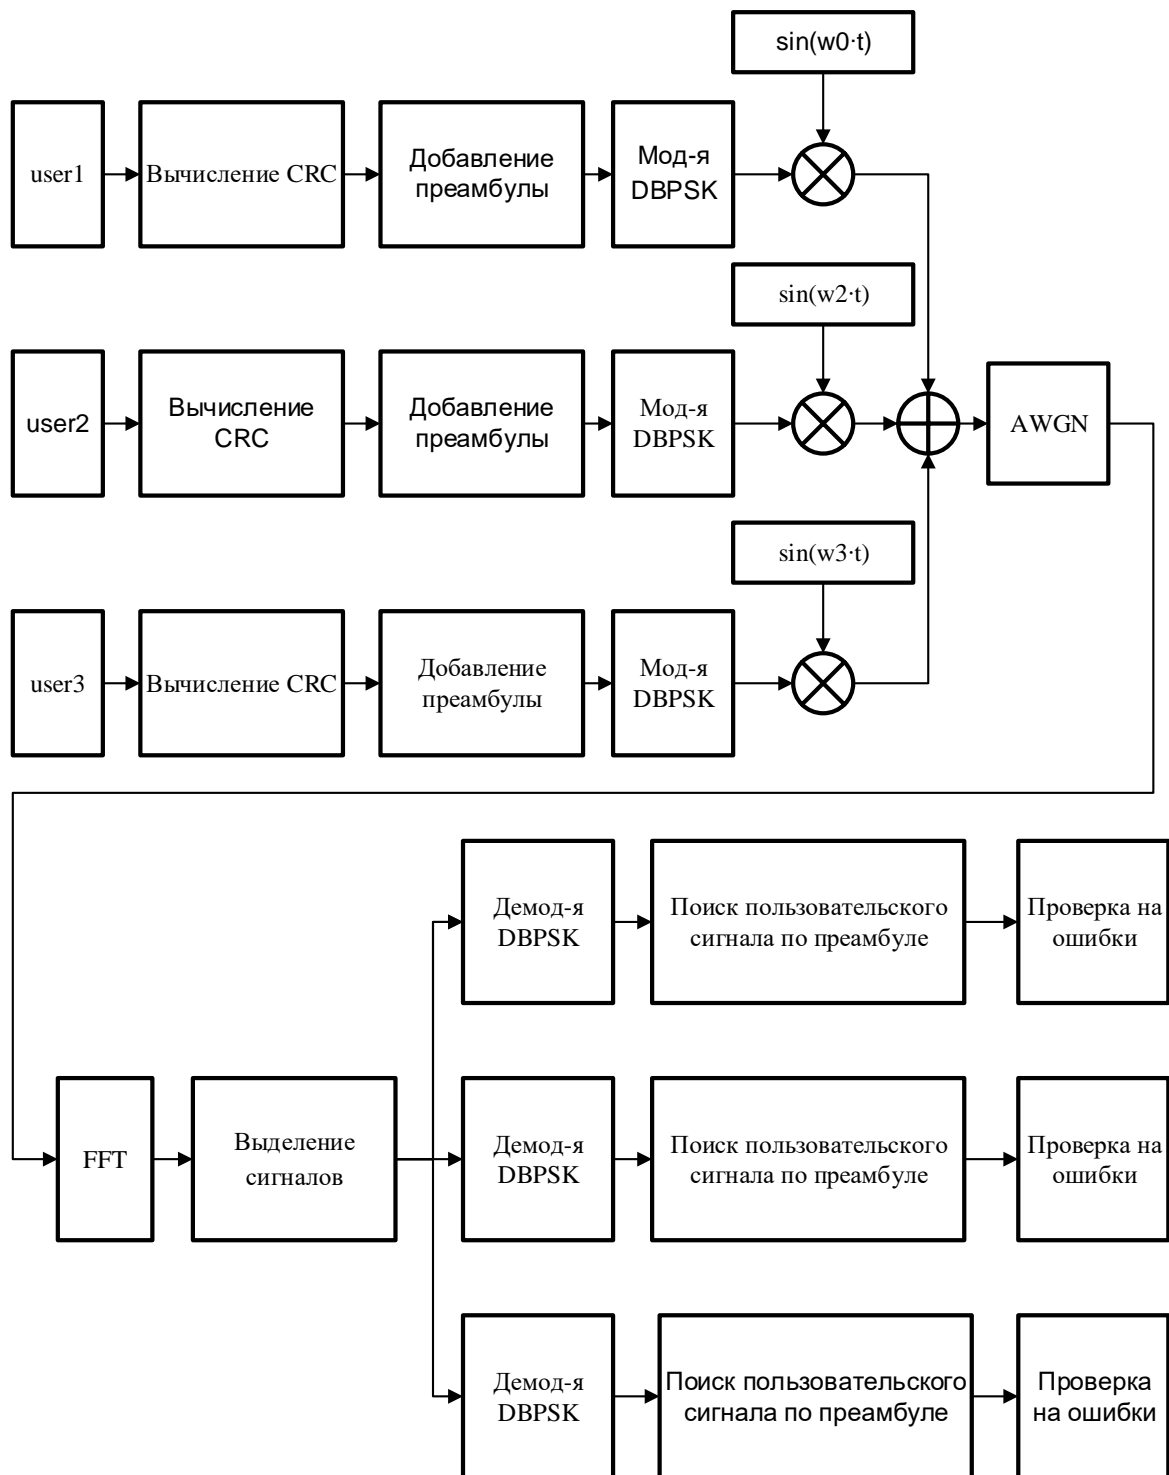 sin(w0·t)
user1
Вычисление CRC
Добавление
преамбулы
Мод-я
DBPSK
sin(w2·t)
user2
Вычисление
CRC
Добавление
преамбулы
Мод-я
DBPSK
AWGN
sin(w3·t)
user3
Вычисление CRC
Добавление
преамбулы
Мод-я
DBPSK
Демод-я
DBPSK
Поиск пользовательского
сигнала по преамбуле
Проверка на
ошибки
FFT
Выделение
сигналов
Демод-я
DBPSK
Поиск пользовательского
сигнала по преамбуле
Проверка на
ошибки
Демод-я
DBPSK
Поиск пользовательского
сигнала по преамбуле
Проверка
на ошибки